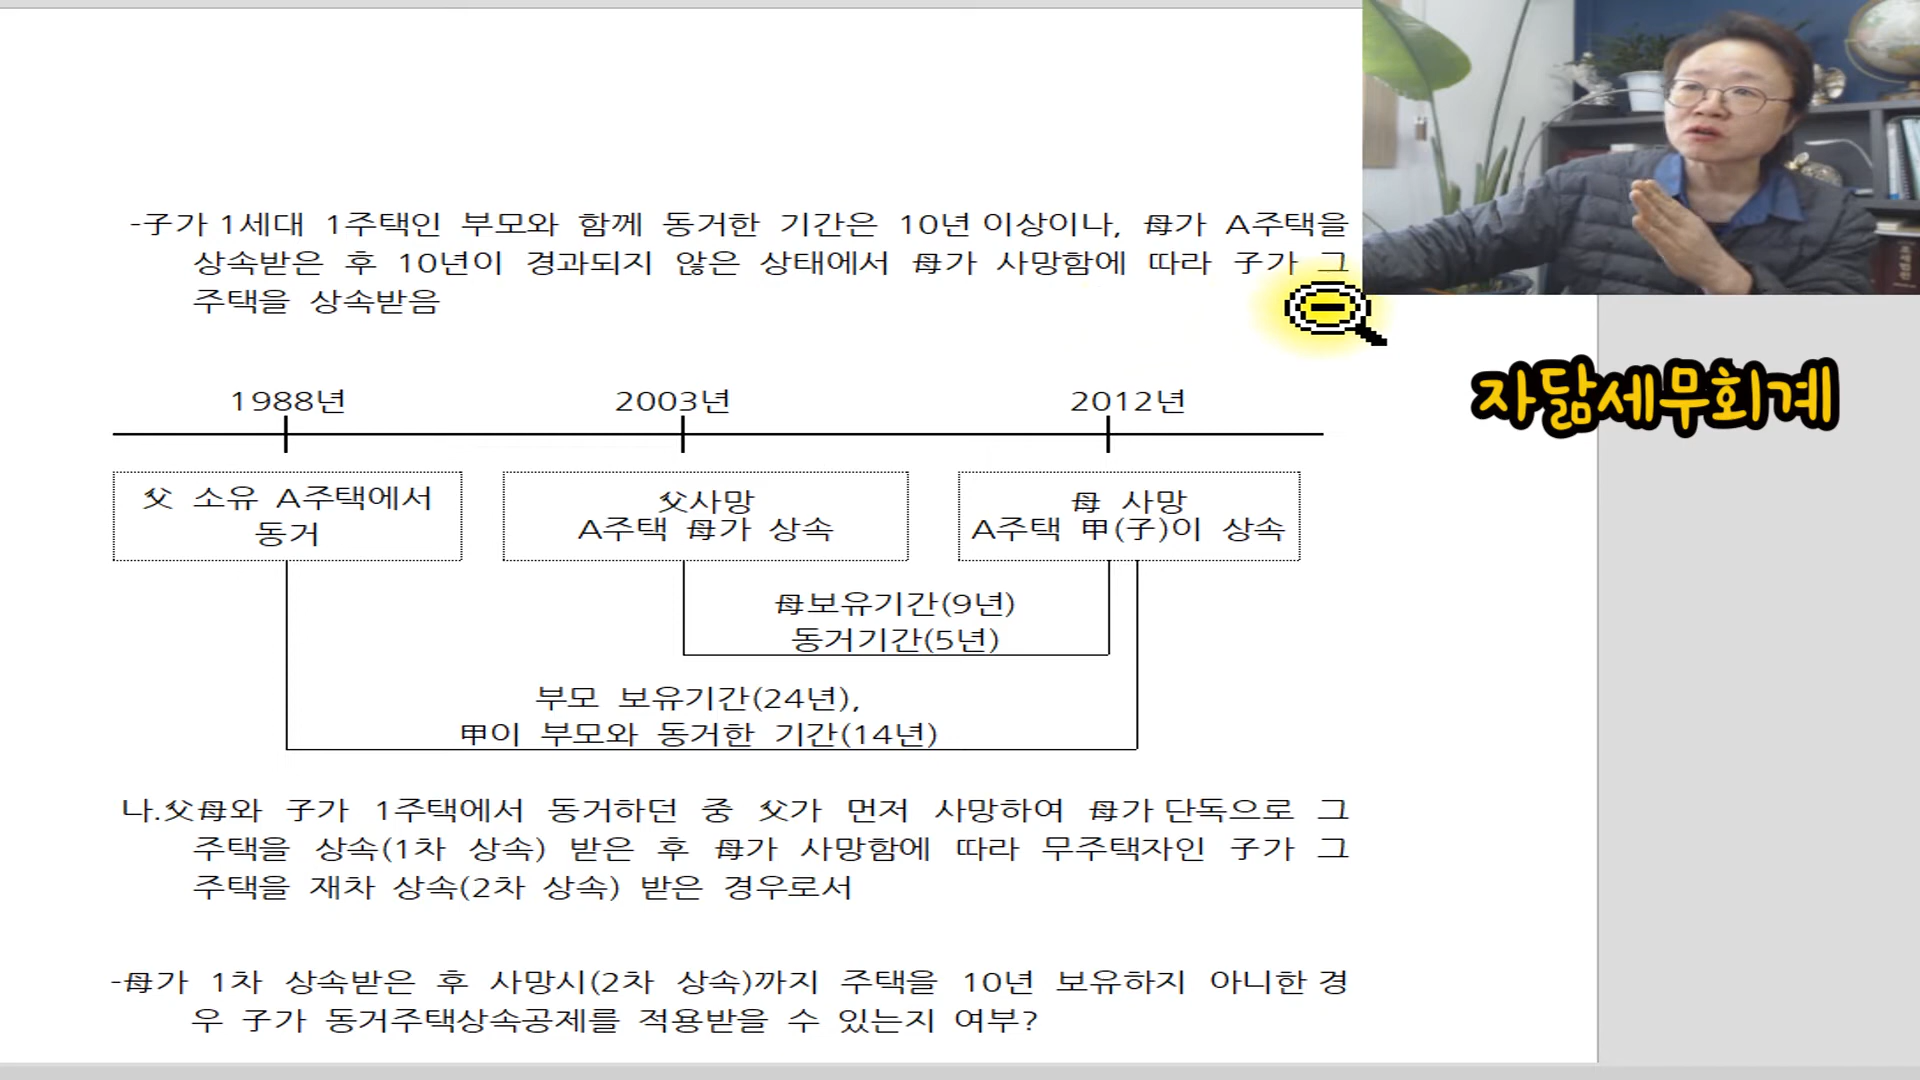 -子가 1세대 1주택인 부모와 함께 동거한 기간은 10년 이상이나, 母가 A주택을
상속받은 후 10년이 경과되지 않은 상태에서 母가 사망함에 따라 子가 그
주택을 상속받음
자닮세무회계
1988년
2003년
2012년
父 소유 A주택에서
동거
父사망
A주택 母가 상속
母 사망
A주택 甲(子)이 상속
母보유기간(9년)
동거기간(5년)
부모 보유기간(24년),
甲이 부모와 동거한 기간(14년)
나.父母와 子가 1주택에서 동거하던 중 父가 먼저 사망하여 母가 단독으로 그
주택을 상속(1차 상속) 받은 후 母가 사망함에 따라 무주택자인 子가 그
주택을 재차 상속(2차 상속) 받은 경우로서
-母가 1차 상속받은 후 사망시(2차 상속)까지 주택을 10년 보유하지 아니한 경
우 子가 동거주택상속공제를 적용받을 수 있는지 여부?